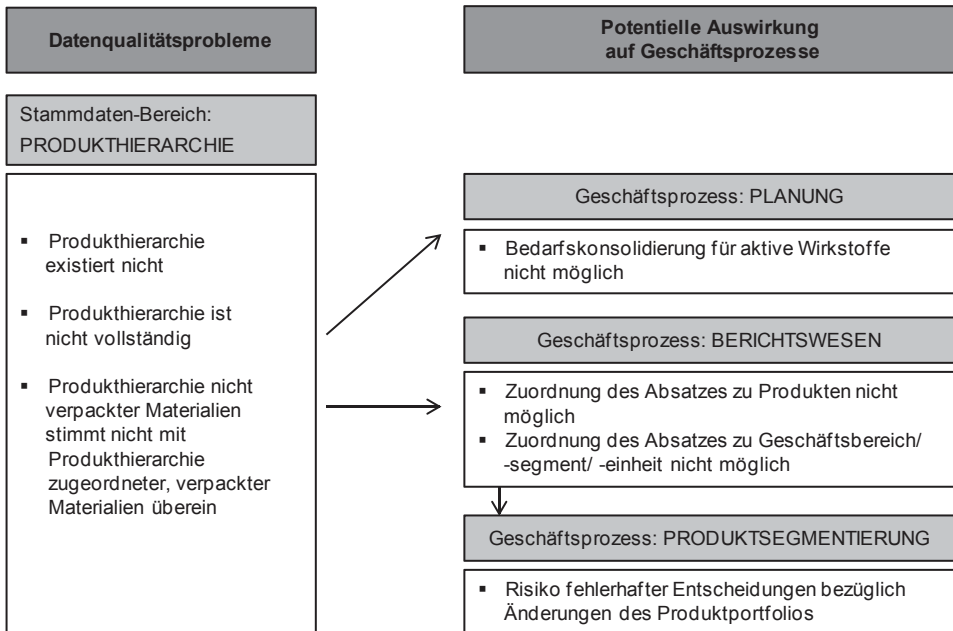 Datenqualitätsprobleme
Stammdaten-Bereich:
PRODUKTHIERARCHIE
▪ Produkthierarchie
existiert nicht
▪ Produkthierarchie ist
nicht vollständig
▪ Produkthierarchie nicht
verpackter Materialien
stimmt nicht mit
Produkthierarchie
zugeordneter, verpackter
Materialien überein
Potentielle Auswirkung
auf Geschäftsprozesse
Geschäftsprozess: PLANUNG
▪ Bedarfskonsolidierung für aktive Wirkstoffe
nicht möglich
Geschäftsprozess: BERICHTSWESEN
▪ Zuordnung des Absatzes zu Produkten nicht
möglich
▪ Zuordnung des Absatzes zu Geschäftsbereich/
-segment/ -einheit nicht möglich
Geschäftsprozess: PRODUKTSEGMENTIERUNG
▪ Risiko fehlerhafter Entscheidungen bezüglich
Änderungen des Produktportfolios